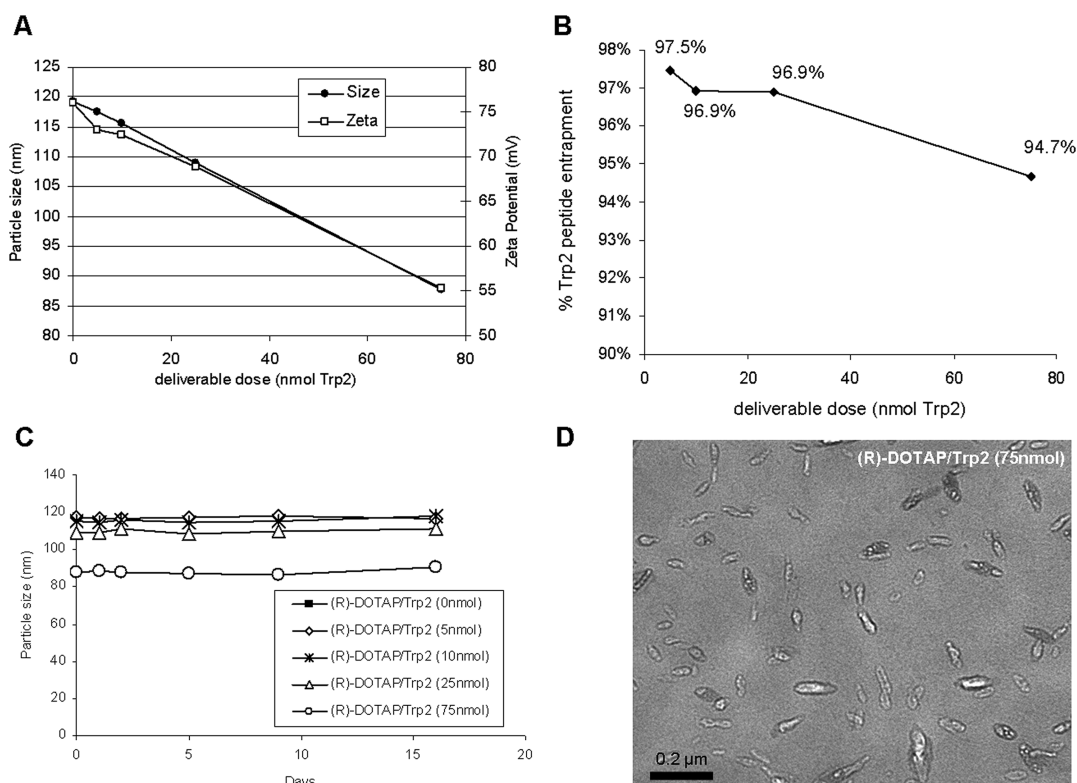 A
125
120
115
110
105
100
95
90
85
80
Particle size (nm)
80
75
70
65
60
55
50
Zeta Potential (mV)
Size
Zeta
0 20 40 60 80
deliverable dose (nmol Trp2)
B
98%
97%
96%
95%
94%
93%
92%
91%
90%
% Trp2 peptide entrapment
97.5%
96.9%
96.9%
94.7%
0 20 40 60 80
deliverable dose (nmol Trp2)
C
140
120
100
80
60
40
20
0
Particle size (nm)
(R)-DOTAP/Trp2 (0nmol)
(R)-DOTAP/Trp2 (5nmol)
(R)-DOTAP/Trp2 (10nmol)
(R)-DOTAP/Trp2 (25nmol)
(R)-DOTAP/Trp2 (75nmol)
0 5 10 15 20
Days
D
(R)-DOTAP/Trp2 (75nmol)
0.2 µm